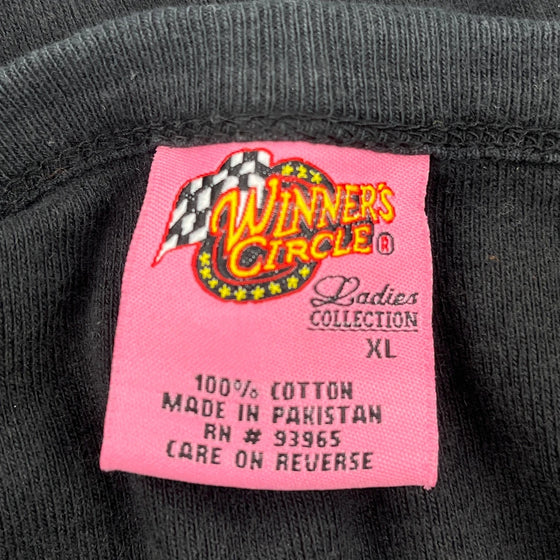 WINNER'S
CIRCLE ®
Ladies
COLLECTION
XL
100% COTTON
MADE IN PAKISTAN
RN # 93965
CARE ON REVERSE